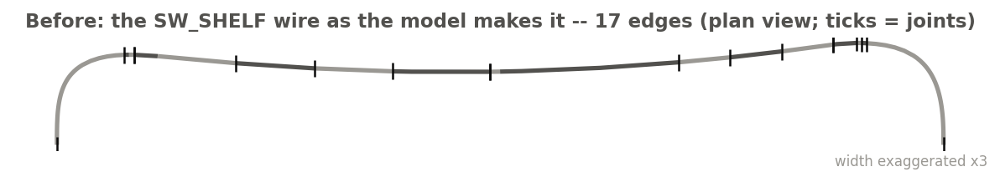 Before: the SW_SHELF wire as the model makes it -- 17 edges (plan view; ticks = joints)
width exaggerated x3